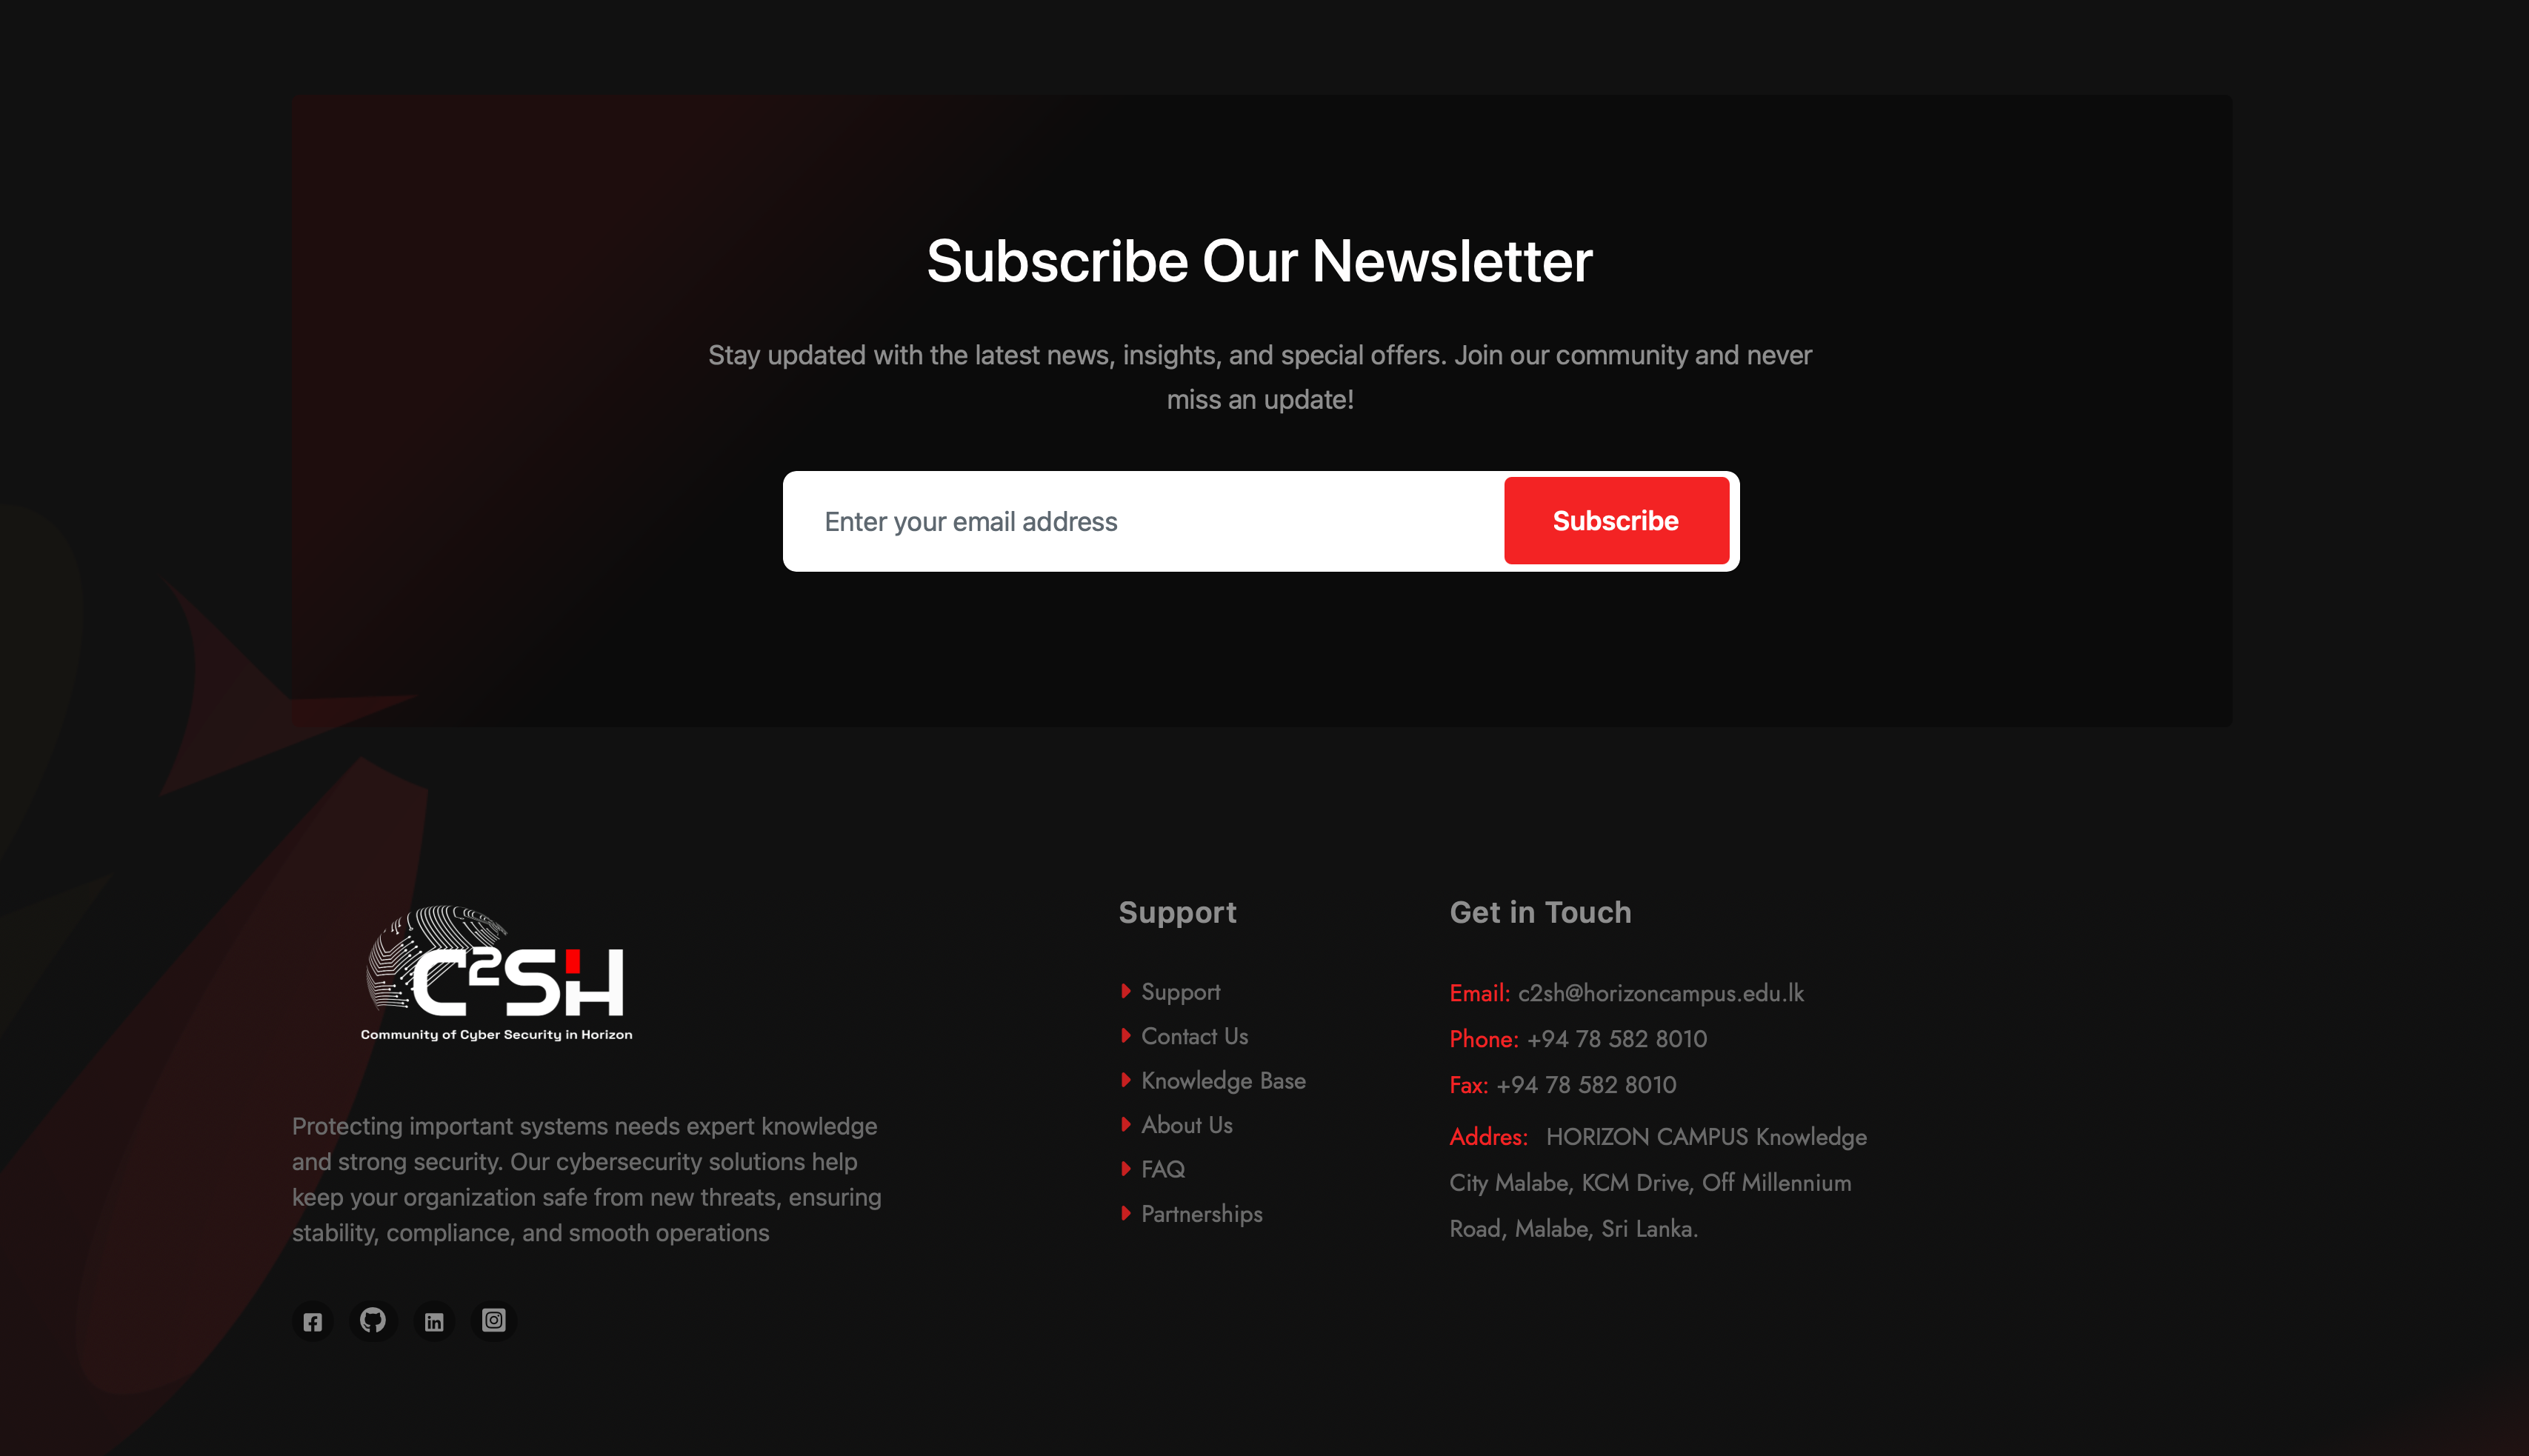 Subscribe Our Newsletter
Stay updated with the latest news, insights, and special offers. Join our community and never
miss an update!
Enter your email address
Subscribe
C²SH
Community of Cyber Security in Horizon
Protecting important systems needs expert knowledge
and strong security. Our cybersecurity solutions help
keep your organization safe from new threats, ensuring
stability, compliance, and smooth operations
Support
Support
Contact Us
Knowledge Base
About Us
FAQ
Partnerships
Get in Touch
Email: c2sh@horizoncampus.edu.lk
Phone: +94 78 582 8010
Fax: +94 78 582 8010
Addres: HORIZON CAMPUS Knowledge
City Malabe, KCM Drive, Off Millennium
Road, Malabe, Sri Lanka.